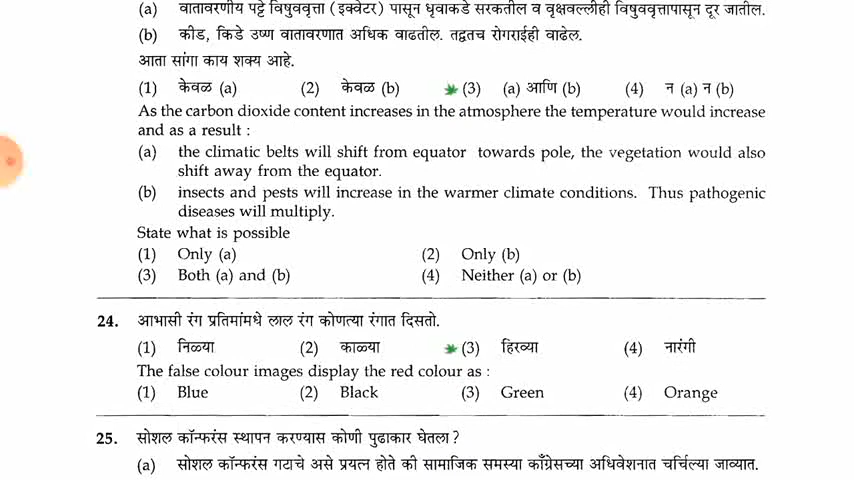 (a) वातावरणीय पट्टे विषुववृत्ता ( इक्वेटर ) पासून धृवाकडे सरकतील व वृक्षवल्लीही विषुववृत्तापासून दूर जातील.
(b) कीड, किडे उष्ण वातावरणात अधिक वाढतील. तद्वतच रोगराईही वाढेल.
आता सांगा काय शक्य आहे.
(1) केवळ (a) (2) केवळ (b) (3) (a) आणि (b) (4) न (a) न (b)
As the carbon dioxide content increases in the atmosphere the temperature would increase
and as a result :
(a) the climatic belts will shift from equator towards pole, the vegetation would also
shift away from the equator.
(b) insects and pests will increase in the warmer climate conditions. Thus pathogenic
diseases will multiply.
State what is possible
(1) Only (a) (2) Only (b)
(3) Both (a) and (b) (4) Neither (a) or (b)
24. आभासी रंग प्रतिमांमधे लाल रंग कोणत्या रंगात दिसतो.
(1) निळ्या (2) काळ्या (3) हिरव्या (4) नारंगी
The false colour images display the red colour as :
(1) Blue (2) Black (3) Green (4) Orange
25. सोशल कॉन्फरंस स्थापन करण्यास कोणी पुढाकार घेतला ?
(a) सोशल कॉन्फरंस गटाचे असे प्रयत्न होते की सामाजिक समस्या काँग्रेसच्या अधिवेशनात चर्चिल्या जाव्यात.